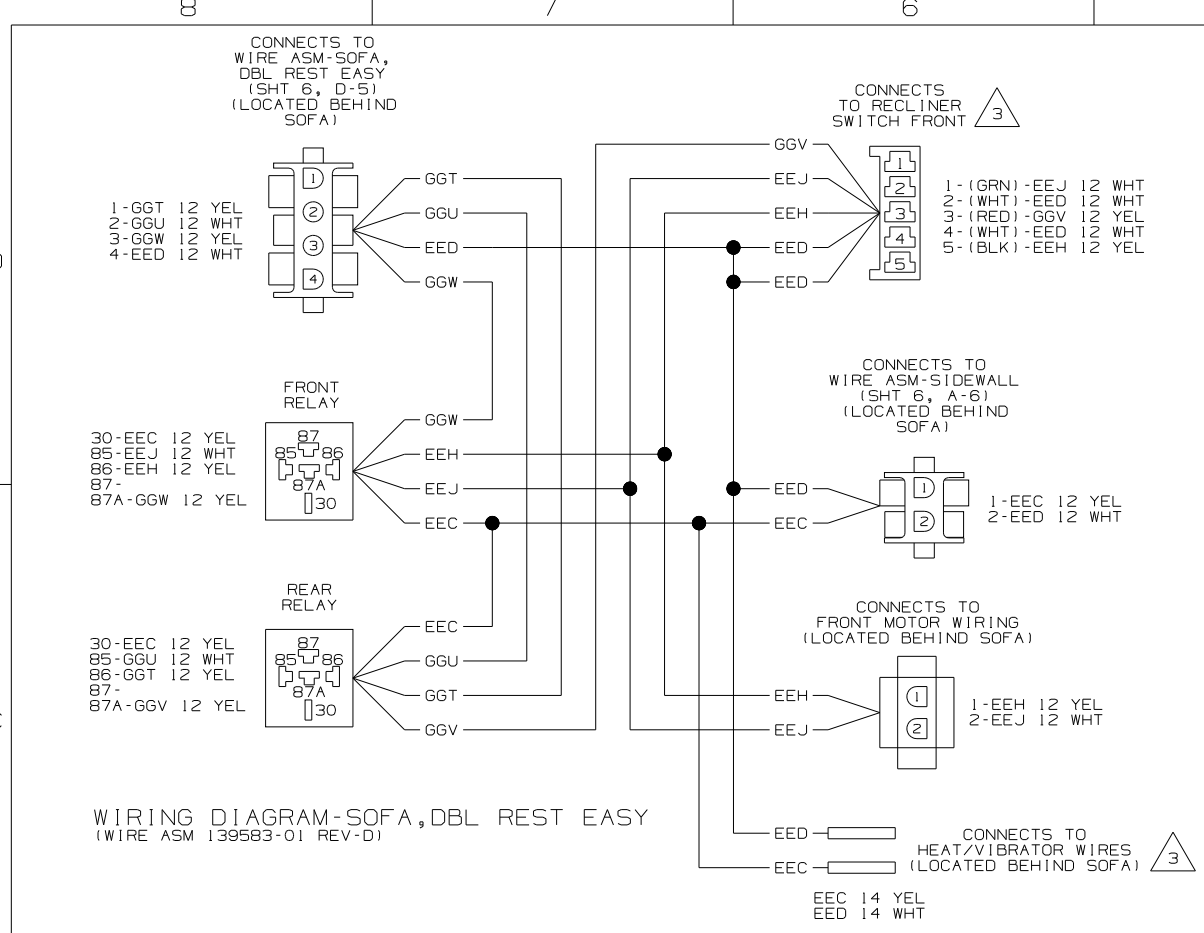 8
7
6
CONNECTS TO
WIRE ASM-SOFA,
DBL REST EASY
(SHT 6, D-5)
(LOCATED BEHIND
SOFA)
1
2
3
4
1-GGT 12 YEL
2-GGU 12 WHT
3-GGW 12 YEL
4-EED 12 WHT
GGT
GGU
EED
GGW
CONNECTS
TO RECLINER
SWITCH FRONT
3
GGV
EEJ
EEH
EED
EED
1
2
3
4
5
1-(GRN)-EEJ 12 WHT
2-(WHT)-EED 12 WHT
3-(RED)-GGV 12 YEL
4-(WHT)-EED 12 WHT
5-(BLK)-EEH 12 YEL
FRONT
RELAY
30-EEC 12 YEL
85-EEJ 12 WHT
86-EEH 12 YEL
87-
87A-GGW 12 YEL
87
85 86
87A
30
GGW
EEH
EEJ
EEC
CONNECTS TO
WIRE ASM-SIDEWALL
(SHT 6, A-6)
(LOCATED BEHIND
SOFA)
EED
EEC
1
2
1-EEC 12 YEL
2-EED 12 WHT
REAR
RELAY
30-EEC 12 YEL
85-GGU 12 WHT
86-GGT 12 YEL
87-
87A-GGV 12 YEL
87
85 86
87A
30
EEC
GGU
GGT
GGV
CONNECTS TO
FRONT MOTOR WIRING
(LOCATED BEHIND SOFA)
EEH
EEJ
1
2
1-EEH 12 YEL
2-EEJ 12 WHT
WIRING DIAGRAM-SOFA,DBL REST EASY
(WIRE ASM 139583-01 REV-D)
EED
EEC
CONNECTS TO
HEAT/VIBRATOR WIRES
(LOCATED BEHIND SOFA)
3
EEC 14 YEL
EED 14 WHT